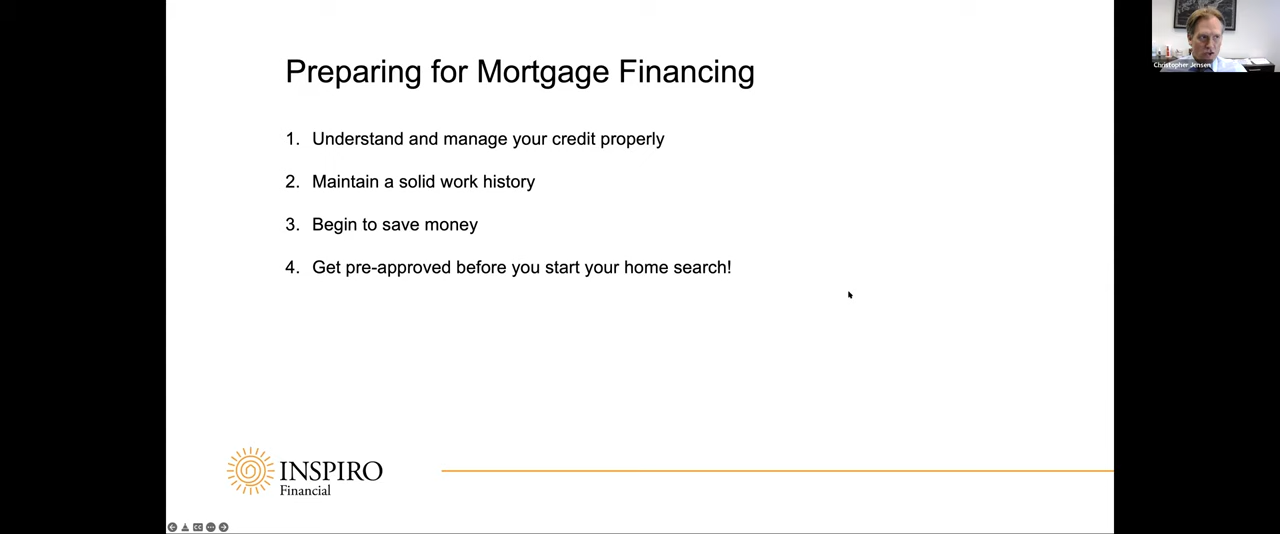 Preparing for Mortgage Financing
Christopher Jensen
1. Understand and manage your credit properly
2. Maintain a solid work history
3. Begin to save money
4. Get pre-approved before you start your home search!
INSPIRO
Financial